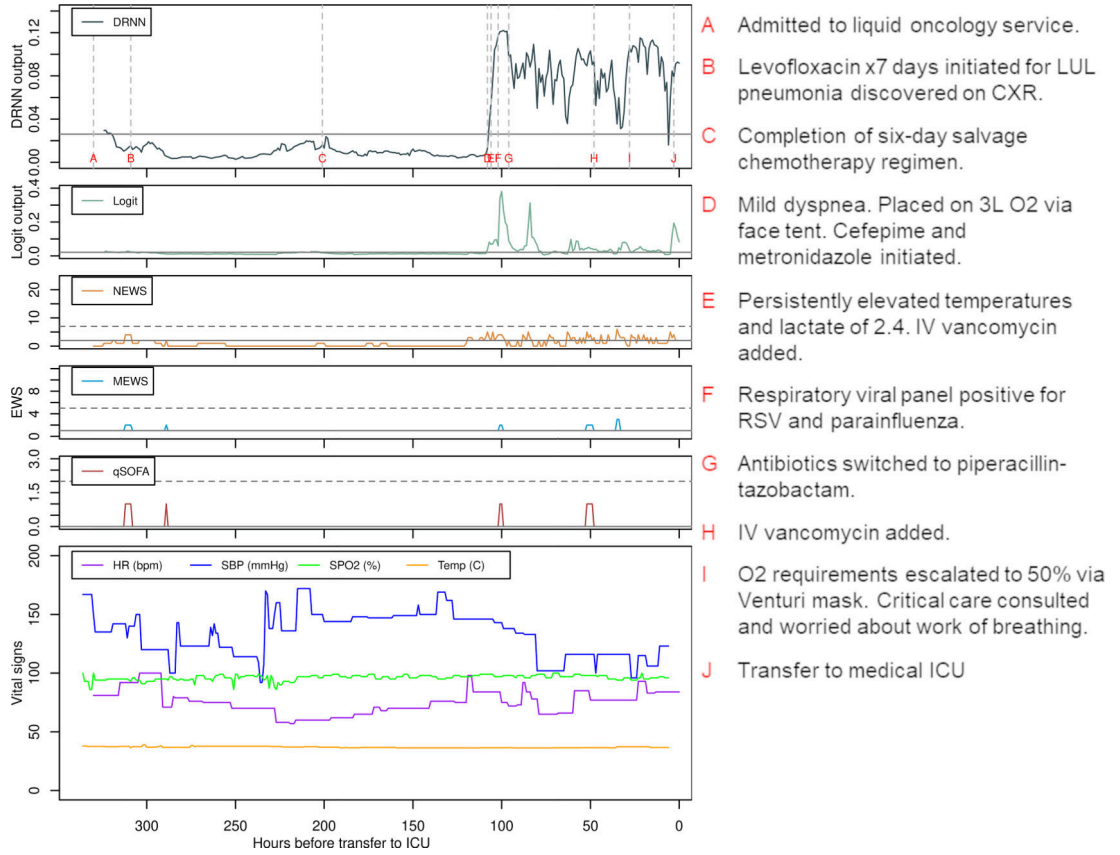 DRNN
DRNN output
0.00 0.04 0.08 0.12
A B C D E F G H I J
Logit
Logit output
0.0 0.2 0.4
NEWS
0 10 20
MEWS
EWS
0 4 8
qSOFA
0.0 1.5 3.0
HR (bpm) SBP (mmHg) SPO2 (%) Temp (C)
Vital signs
0 50 100 150 200
300 250 200 150 100 50 0
Hours before transfer to ICU
A Admitted to liquid oncology service.
B Levofloxacin x7 days initiated for LUL
pneumonia discovered on CXR.
C Completion of six-day salvage
chemotherapy regimen.
D Mild dyspnea. Placed on 3L O2 via
face tent. Cefepime and
metronidazole initiated.
E Persistently elevated temperatures
and lactate of 2.4. IV vancomycin
added.
F Respiratory viral panel positive for
RSV and parainfluenza.
G Antibiotics switched to piperacillin-
tazobactam.
H IV vancomycin added.
I O2 requirements escalated to 50% via
Venturi mask. Critical care consulted
and worried about work of breathing.
J Transfer to medical ICU